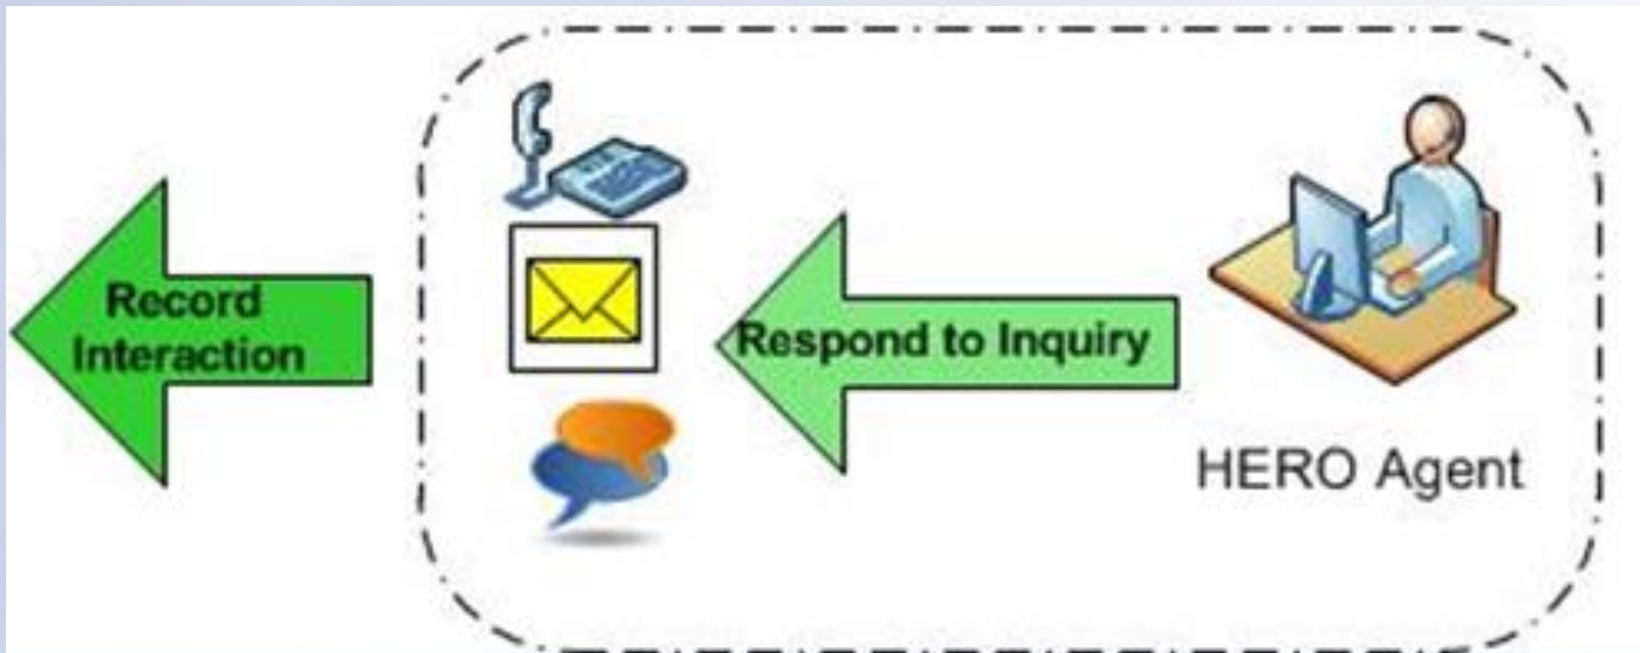 Record
Interaction
Respond to Inquiry
HERO Agent